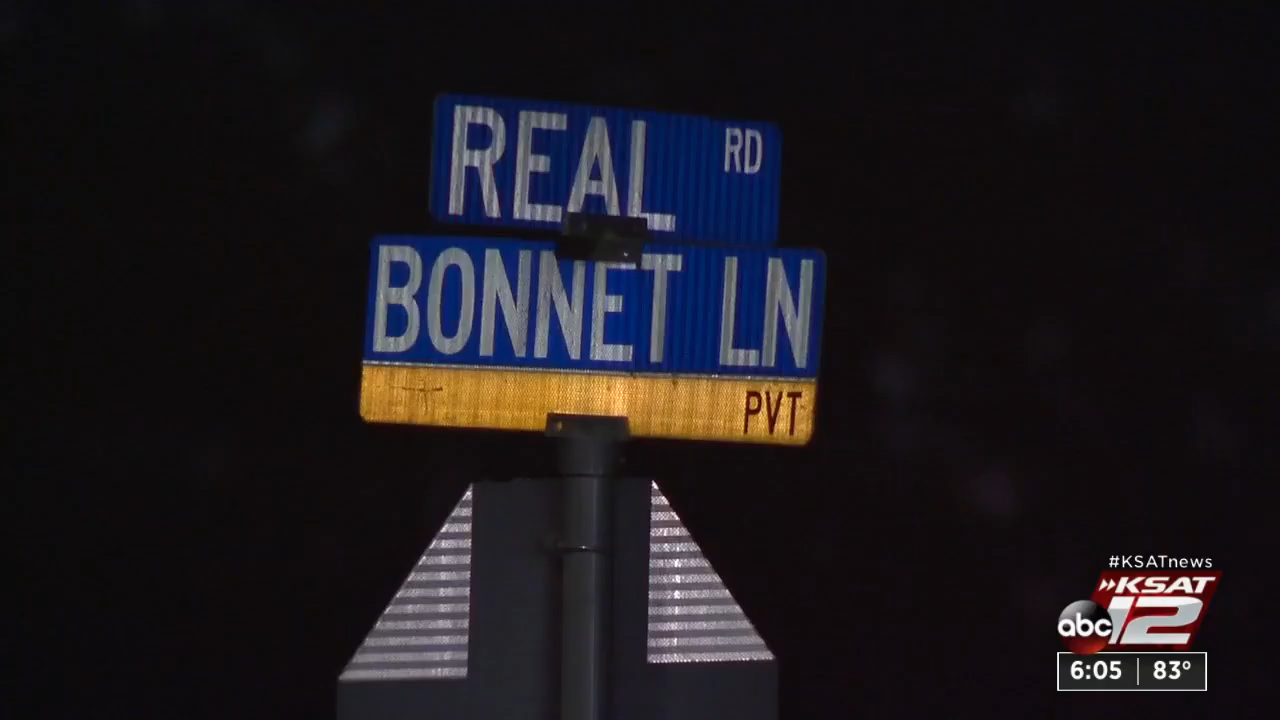 REAL RD
BONNET LN
PVT
#KSATnews
KSAT
abc 12
6:05 | 83°